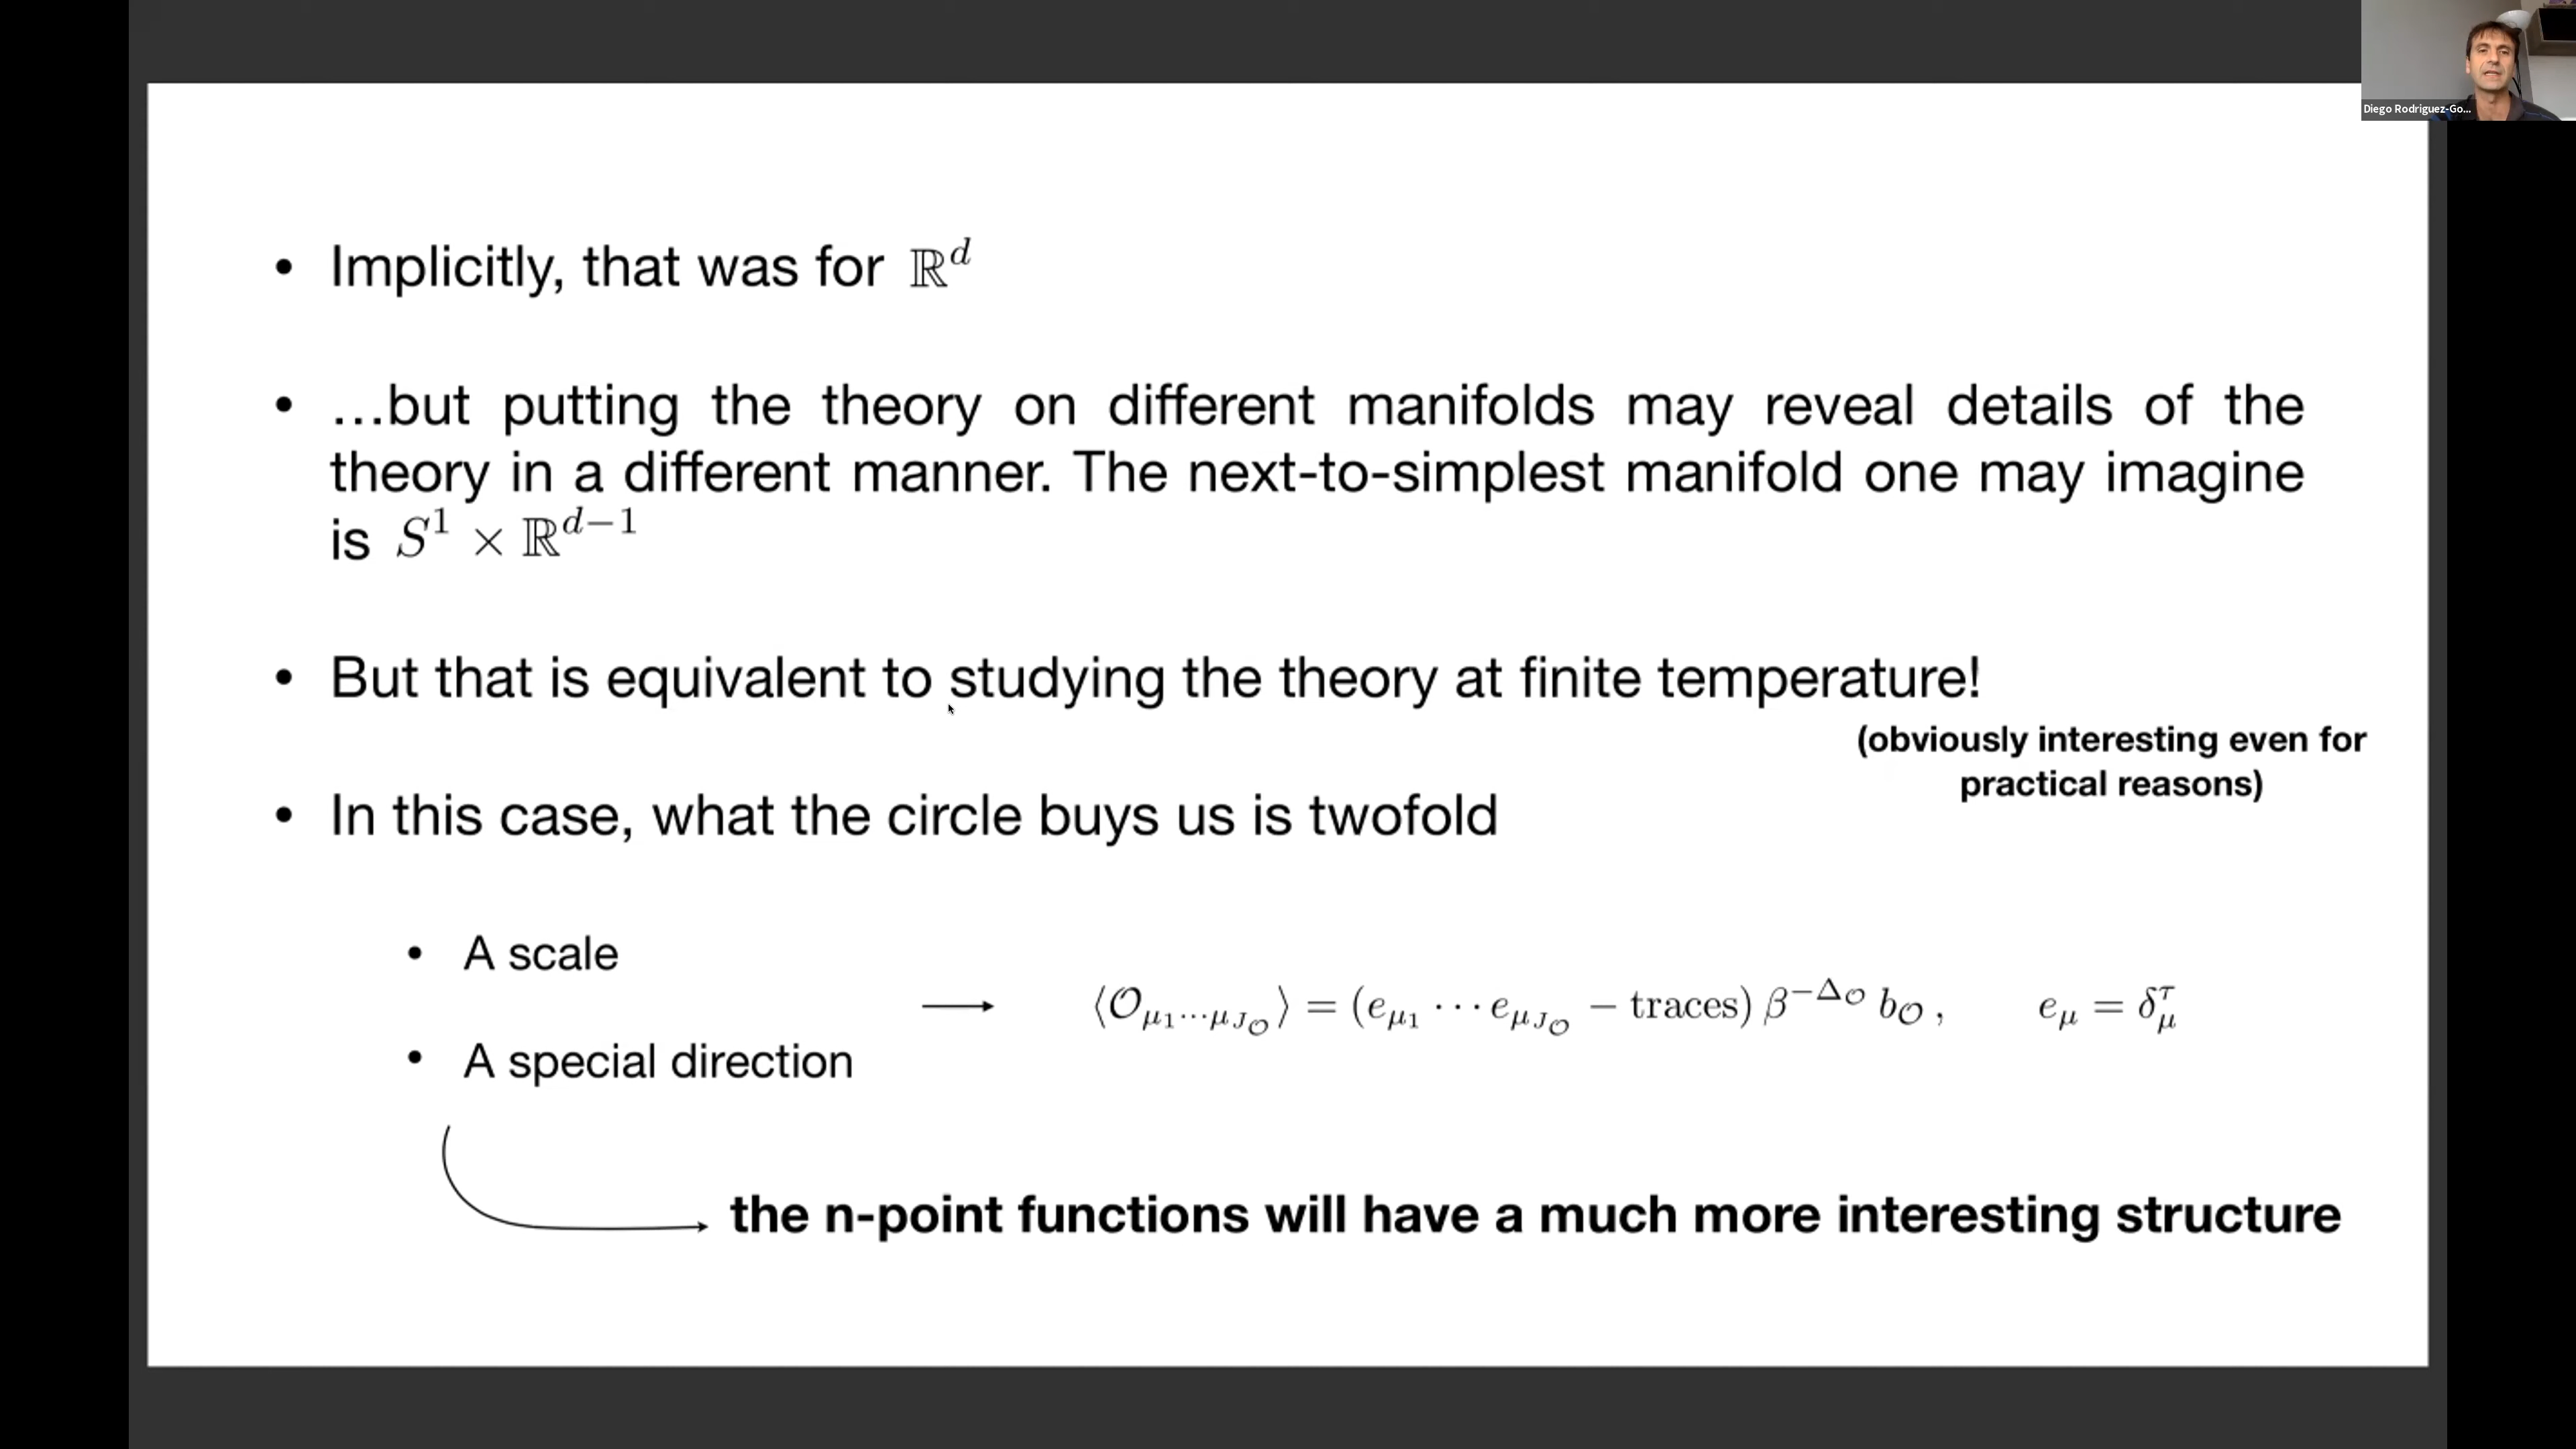 Diego Rodriguez-Go...
• Implicitly, that was for ℝ^d
• …but putting the theory on different manifolds may reveal details of the
theory in a different manner. The next-to-simplest manifold one may imagine
is S^1 × ℝ^{d−1}
• But that is equivalent to studying the theory at finite temperature!
(obviously interesting even for
practical reasons)
• In this case, what the circle buys us is twofold
• A scale
⟶ ⟨𝒪_{μ_1⋯μ_{J_𝒪}}⟩ = (e_{μ_1} ⋯ e_{μ_{J_𝒪}} − traces) β^{−Δ_𝒪} b_𝒪 , e_μ = δ_μ^τ
• A special direction
the n-point functions will have a much more interesting structure